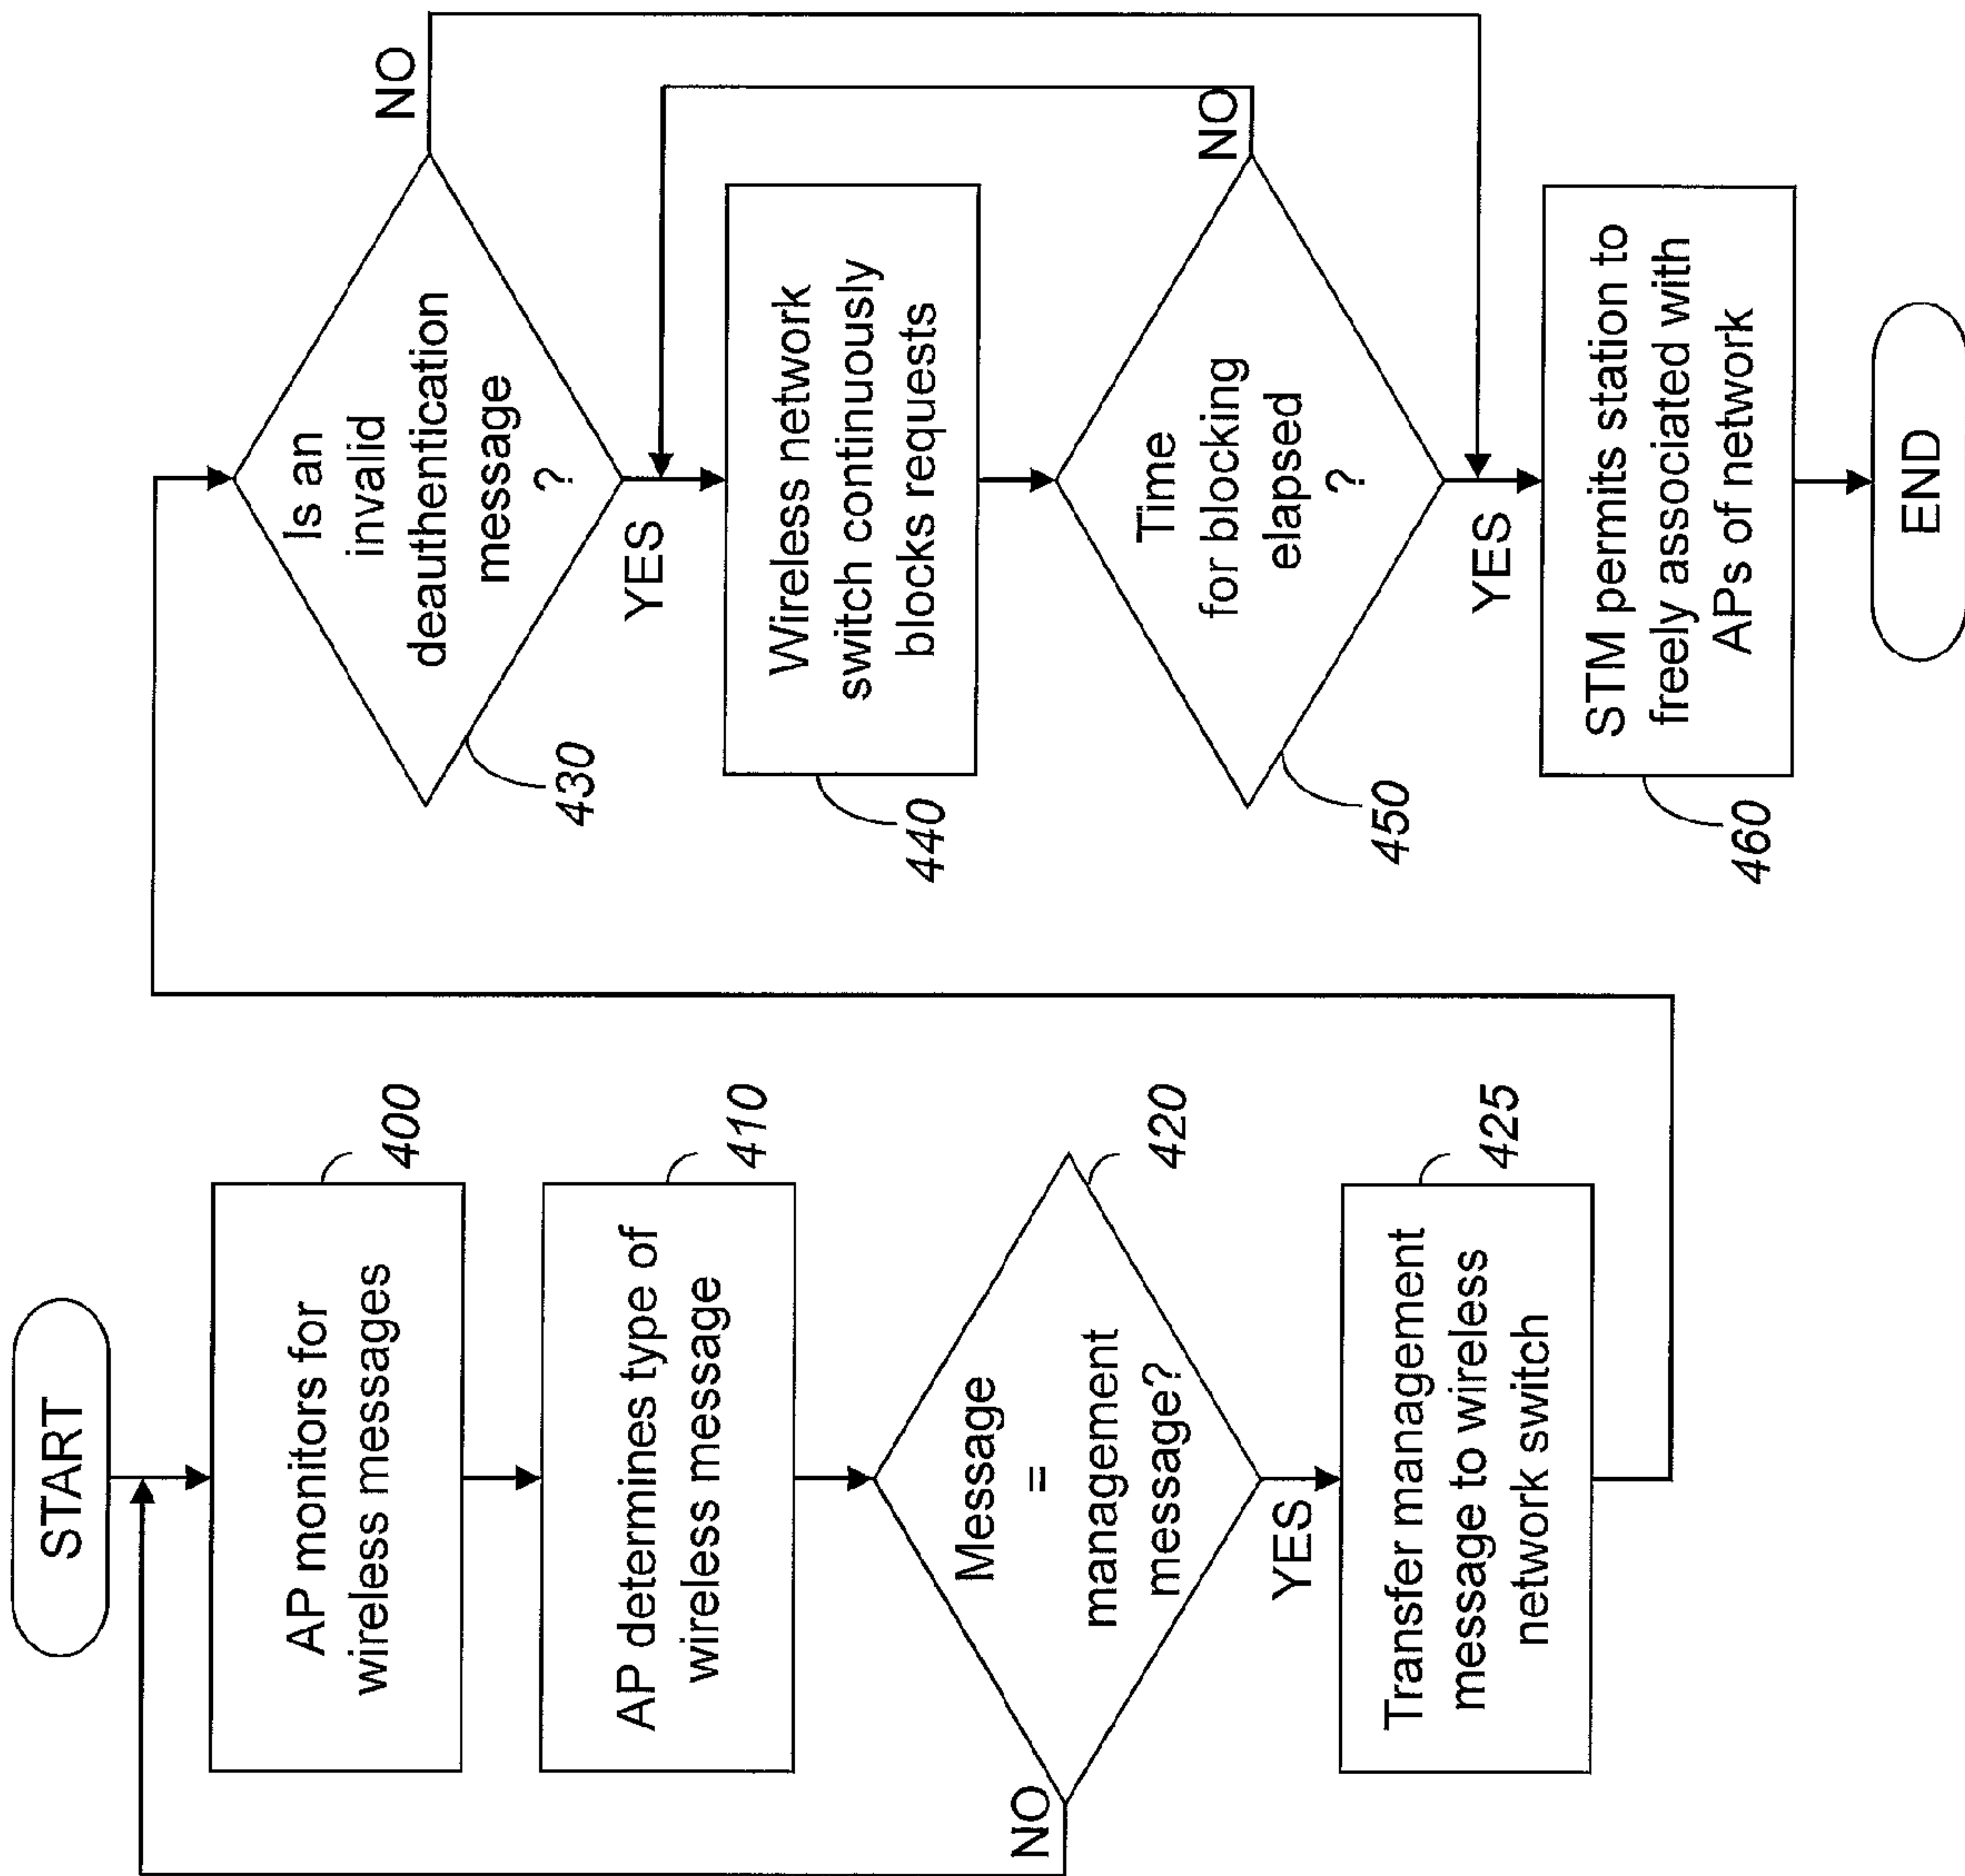 START
AP monitors for
wireless messages
400
AP determines type of
wireless message
410
Message
=
management
message?
420
NO
YES
Transfer management
message to wireless
network switch
425
Is an
invalid
deauthentication
message
?
430
NO
YES
Wireless network
switch continuously
blocks requests
440
Time
for blocking
elapsed
?
450
NO
YES
STM permits station to
freely associated with
APs of network
460
END